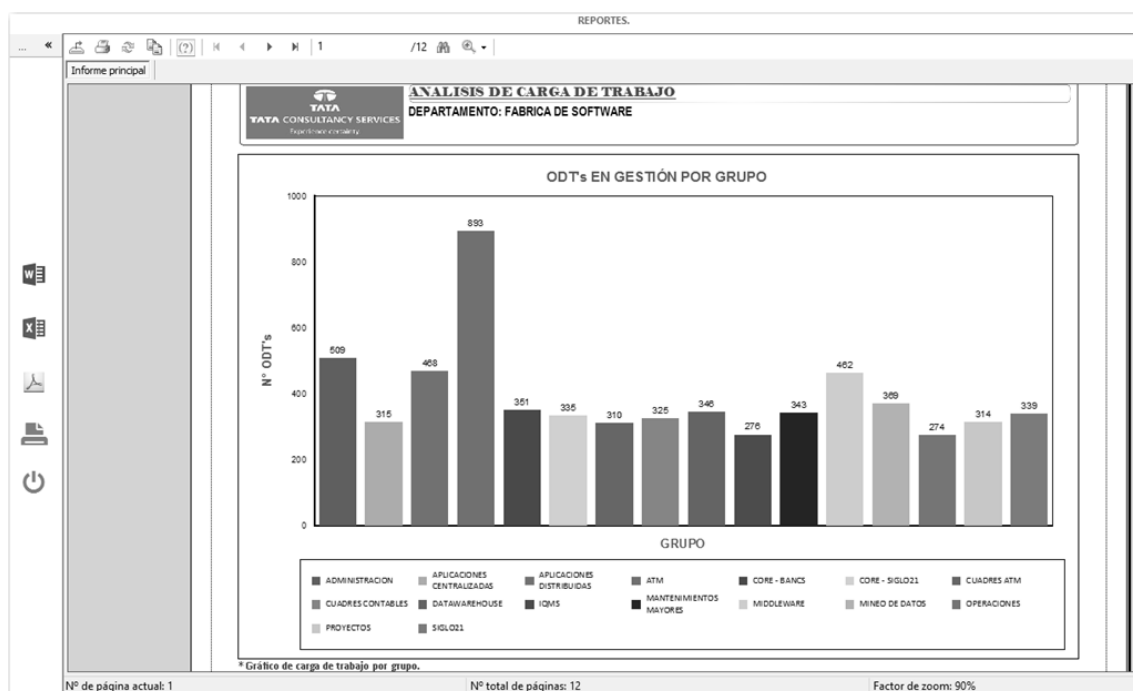 REPORTES.
... «
(?) 1 /12
Informe principal
TATA
TATA CONSULTANCY SERVICES
Experience certainty
ANALISIS DE CARGA DE TRABAJO
DEPARTAMENTO: FABRICA DE SOFTWARE
ODT's EN GESTIÓN POR GRUPO
1000
800
600
400
200
0
Nº ODT's
509
315
468
893
351
335
310
325
346
276
343
462
369
274
314
339
GRUPO
ADMINISTRACION
APLICACIONES
CENTRALIZADAS
APLICACIONES
DISTRIBUIDAS
ATM
CORE - BANCS
CORE - SIGLO21
CUADRES ATM
CUADRES CONTABLES
DATAWAREHOUSE
IQMS
MANTENIMIENTOS
MAYORES
MIDDLEWARE
MINEO DE DATOS
OPERACIONES
PROYECTOS
SIGLO21
* Gráfico de carga de trabajo por grupo.
Nº de página actual: 1
Nº total de páginas: 12
Factor de zoom: 90%